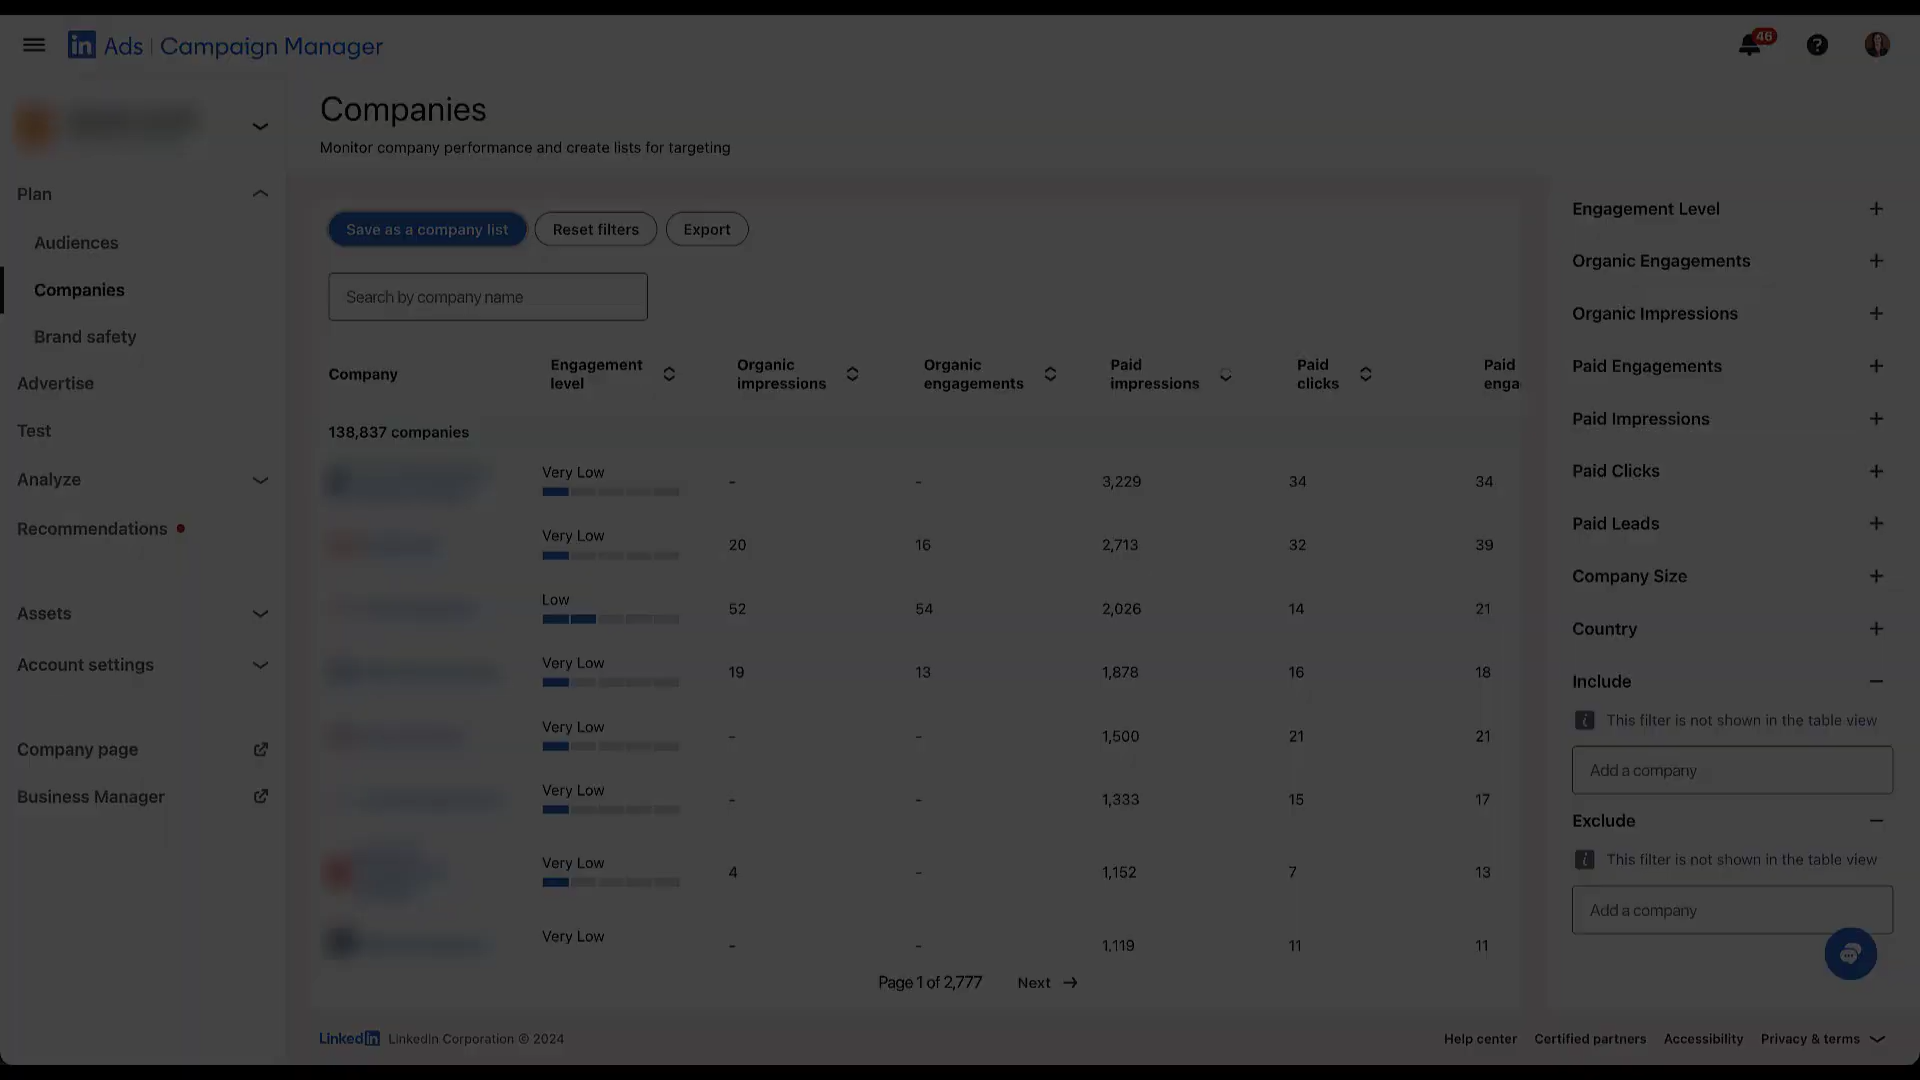 in Ads | Campaign Manager
46
?
Companies
Monitor company performance and create lists for targeting
Plan
Audiences
Companies
Brand safety
Advertise
Test
Analyze
Recommendations
Assets
Account settings
Company page
Business Manager
Save as a company list
Reset filters
Export
Search by company name
Company
Engagement level
Organic impressions
Organic engagements
Paid impressions
Paid clicks
Paid enga
138,837 companies
Very Low - - 3,229 34 34
Very Low 20 16 2,713 32 39
Low 52 54 2,026 14 21
Very Low 19 13 1,878 16 18
Very Low - - 1,500 21 21
Very Low - - 1,333 15 17
Very Low 4 - 1,152 7 13
Very Low - - 1,119 11 11
Page 1 of 2,777 Next
Engagement Level
Organic Engagements
Organic Impressions
Paid Engagements
Paid Impressions
Paid Clicks
Paid Leads
Company Size
Country
Include
This filter is not shown in the table view
Add a company
Exclude
This filter is not shown in the table view
Add a company
LinkedIn LinkedIn Corporation © 2024
Help center Certified partners Accessibility Privacy & terms